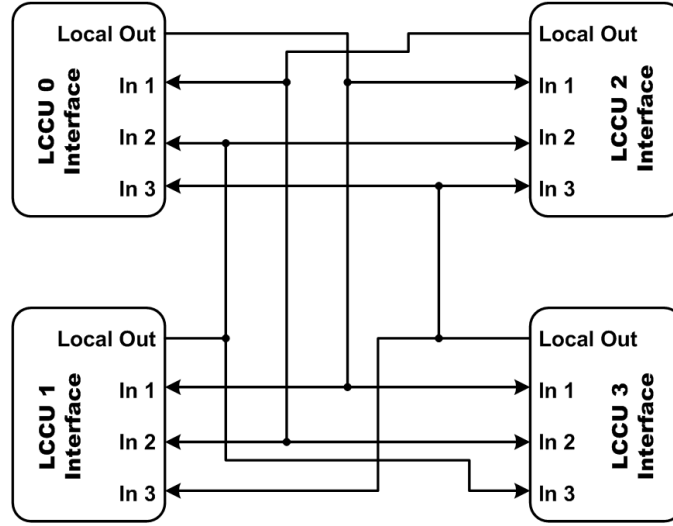 LCCU 0
Interface
Local Out
In 1
In 2
In 3
LCCU 2
Interface
Local Out
In 1
In 2
In 3
LCCU 1
Interface
Local Out
In 1
In 2
In 3
LCCU 3
Interface
Local Out
In 1
In 2
In 3